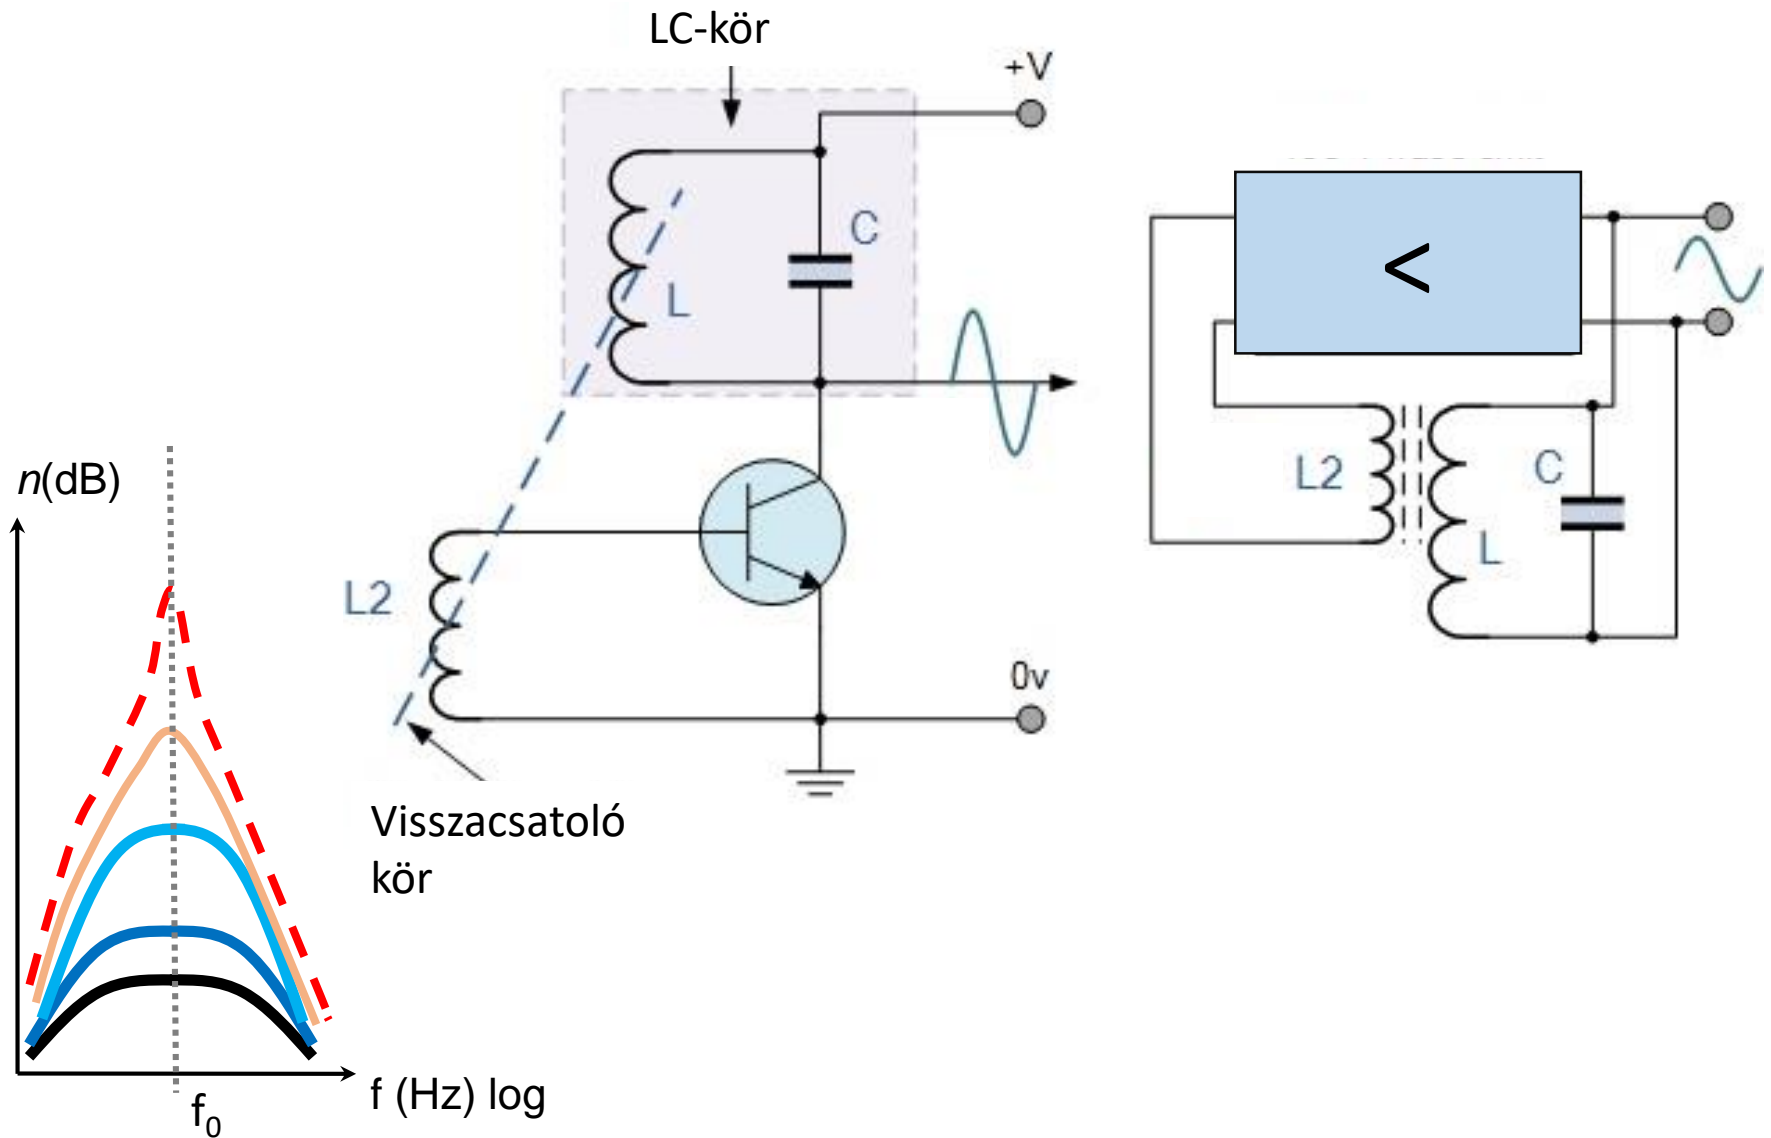 LC-kör
+V
C
L
<
L2
C
L
n(dB)
L2
0v
Visszacsatoló
kör
f (Hz) log
f₀